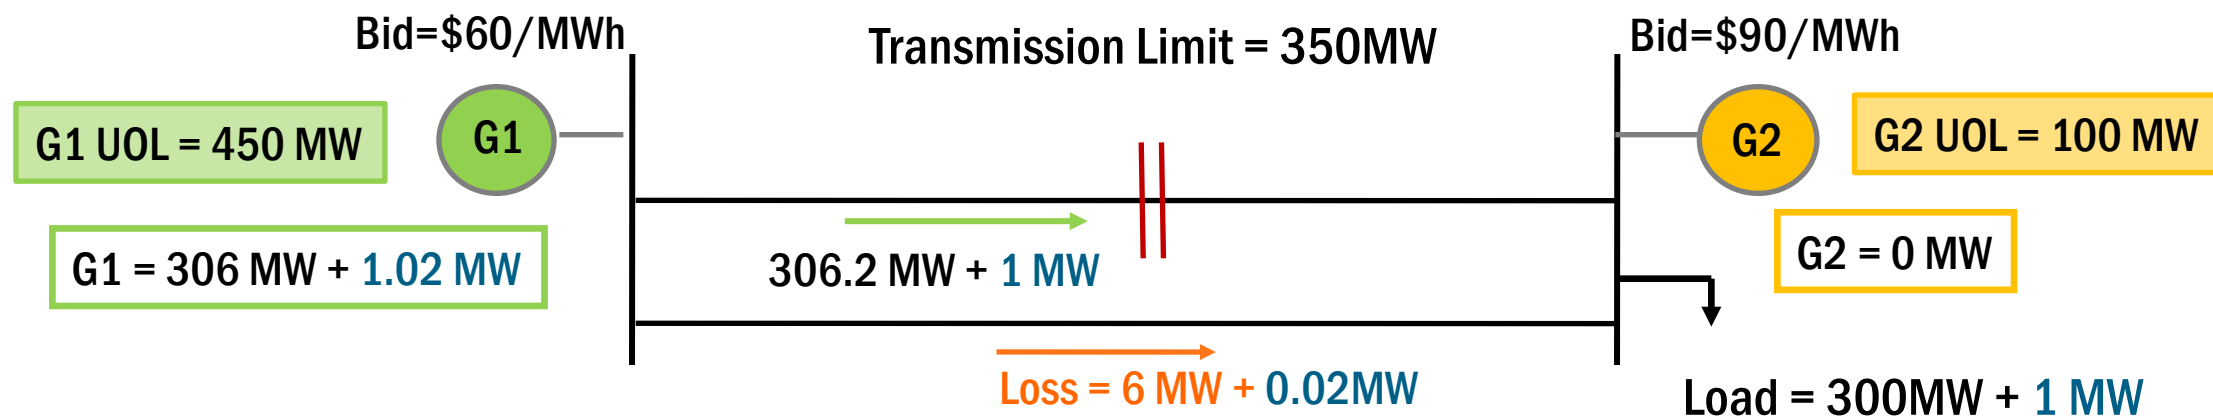 Bid=$60/MWh
Transmission Limit = 350MW
Bid=$90/MWh
G1 UOL = 450 MW
G1
G2
G2 UOL = 100 MW
G1 = 306 MW + 1.02 MW
306.2 MW + 1 MW
G2 = 0 MW
Loss = 6 MW + 0.02MW
Load = 300MW + 1 MW